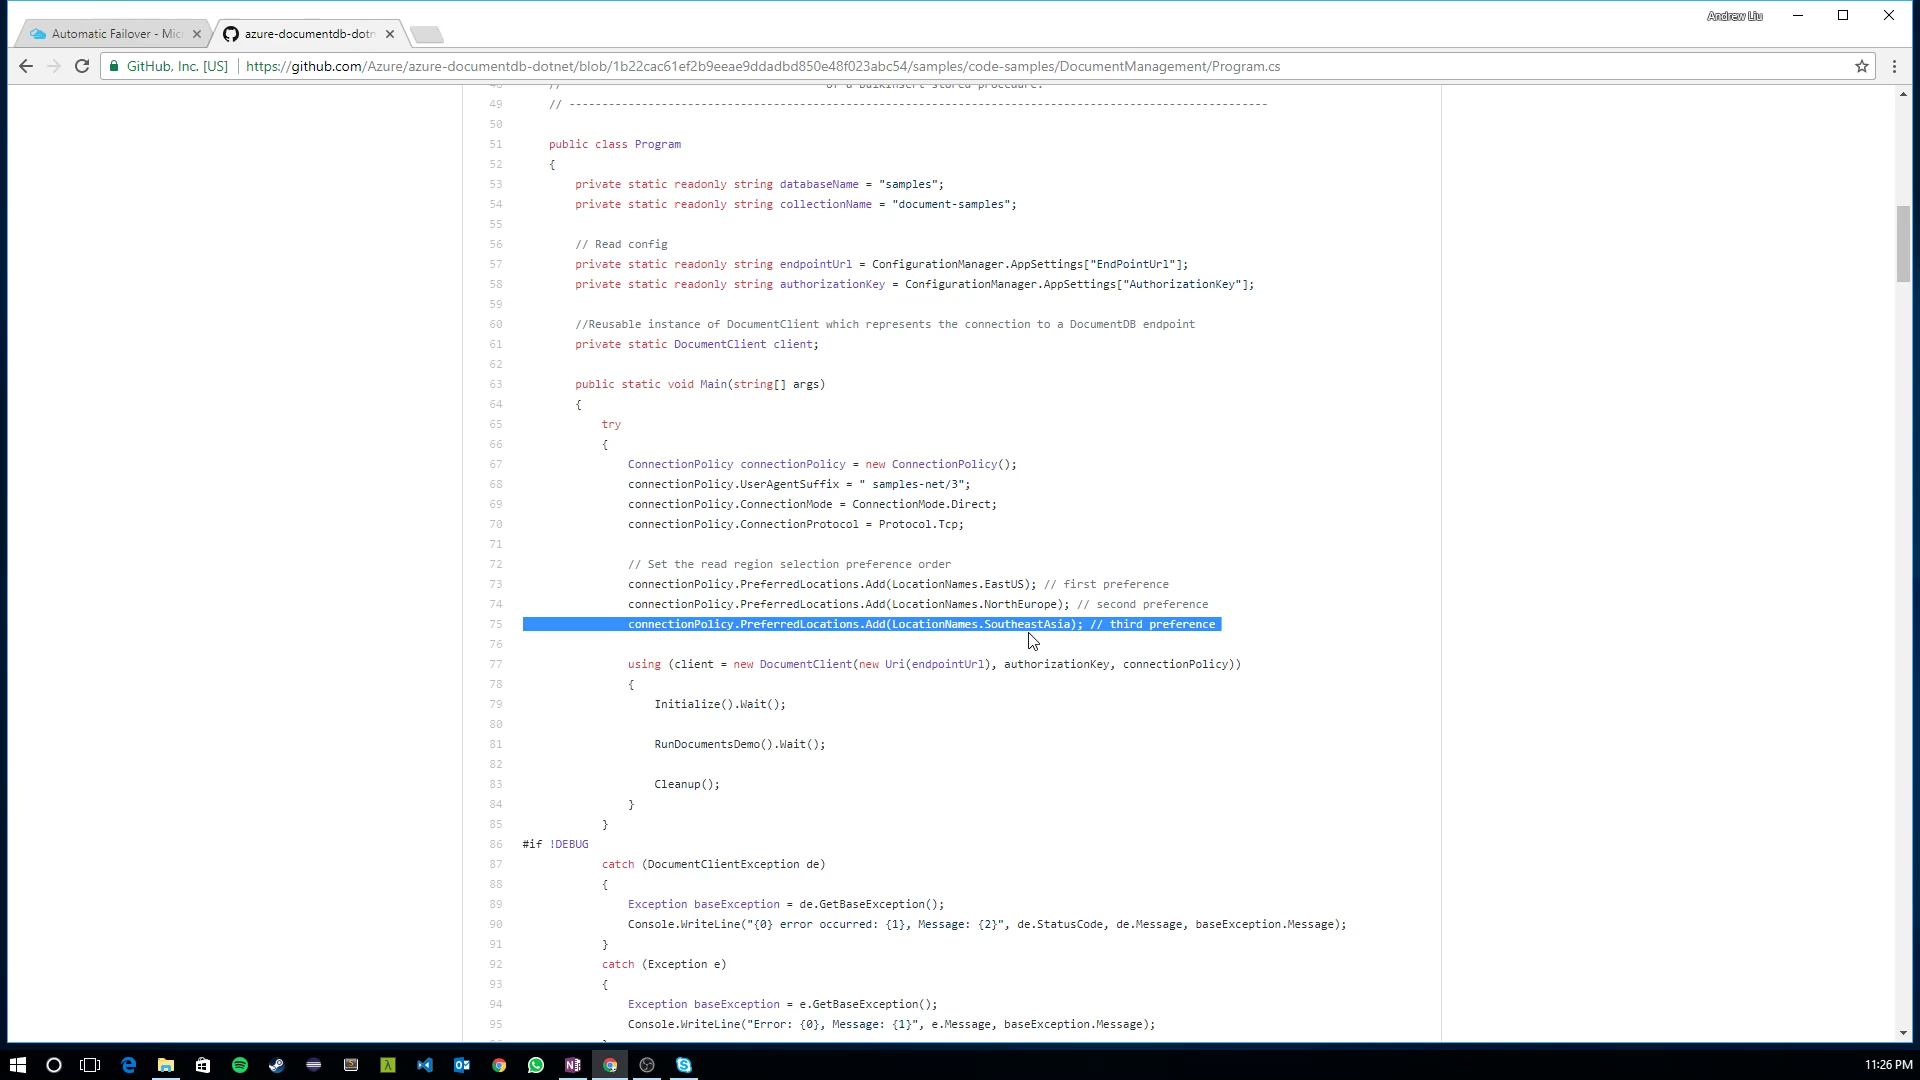 Automatic Failover - Mic
azure-documentdb-dotn
Andrew Liu
GitHub, Inc. [US]
https://github.com/Azure/azure-documentdb-dotnet/blob/1b22cac61ef2b9eeae9ddadbd850e48f023abc54/samples/code-samples/DocumentManagement/Program.cs
48 // of a bulkinsert stored procedure.
49 // ----------------------------------------------------------------------------------------------------------
50
51 public class Program
52 {
53 private static readonly string databaseName = "samples";
54 private static readonly string collectionName = "document-samples";
55
56 // Read config
57 private static readonly string endpointUrl = ConfigurationManager.AppSettings["EndPointUrl"];
58 private static readonly string authorizationKey = ConfigurationManager.AppSettings["AuthorizationKey"];
59
60 //Reusable instance of DocumentClient which represents the connection to a DocumentDB endpoint
61 private static DocumentClient client;
62
63 public static void Main(string[] args)
64 {
65 try
66 {
67 ConnectionPolicy connectionPolicy = new ConnectionPolicy();
68 connectionPolicy.UserAgentSuffix = " samples-net/3";
69 connectionPolicy.ConnectionMode = ConnectionMode.Direct;
70 connectionPolicy.ConnectionProtocol = Protocol.Tcp;
71
72 // Set the read region selection preference order
73 connectionPolicy.PreferredLocations.Add(LocationNames.EastUS); // first preference
74 connectionPolicy.PreferredLocations.Add(LocationNames.NorthEurope); // second preference
75 connectionPolicy.PreferredLocations.Add(LocationNames.SoutheastAsia); // third preference
76
77 using (client = new DocumentClient(new Uri(endpointUrl), authorizationKey, connectionPolicy))
78 {
79 Initialize().Wait();
80
81 RunDocumentsDemo().Wait();
82
83 Cleanup();
84 }
85 }
86 #if !DEBUG
87 catch (DocumentClientException de)
88 {
89 Exception baseException = de.GetBaseException();
90 Console.WriteLine("{0} error occurred: {1}, Message: {2}", de.StatusCode, de.Message, baseException.Message);
91 }
92 catch (Exception e)
93 {
94 Exception baseException = e.GetBaseException();
95 Console.WriteLine("Error: {0}, Message: {1}", e.Message, baseException.Message);
11:26 PM